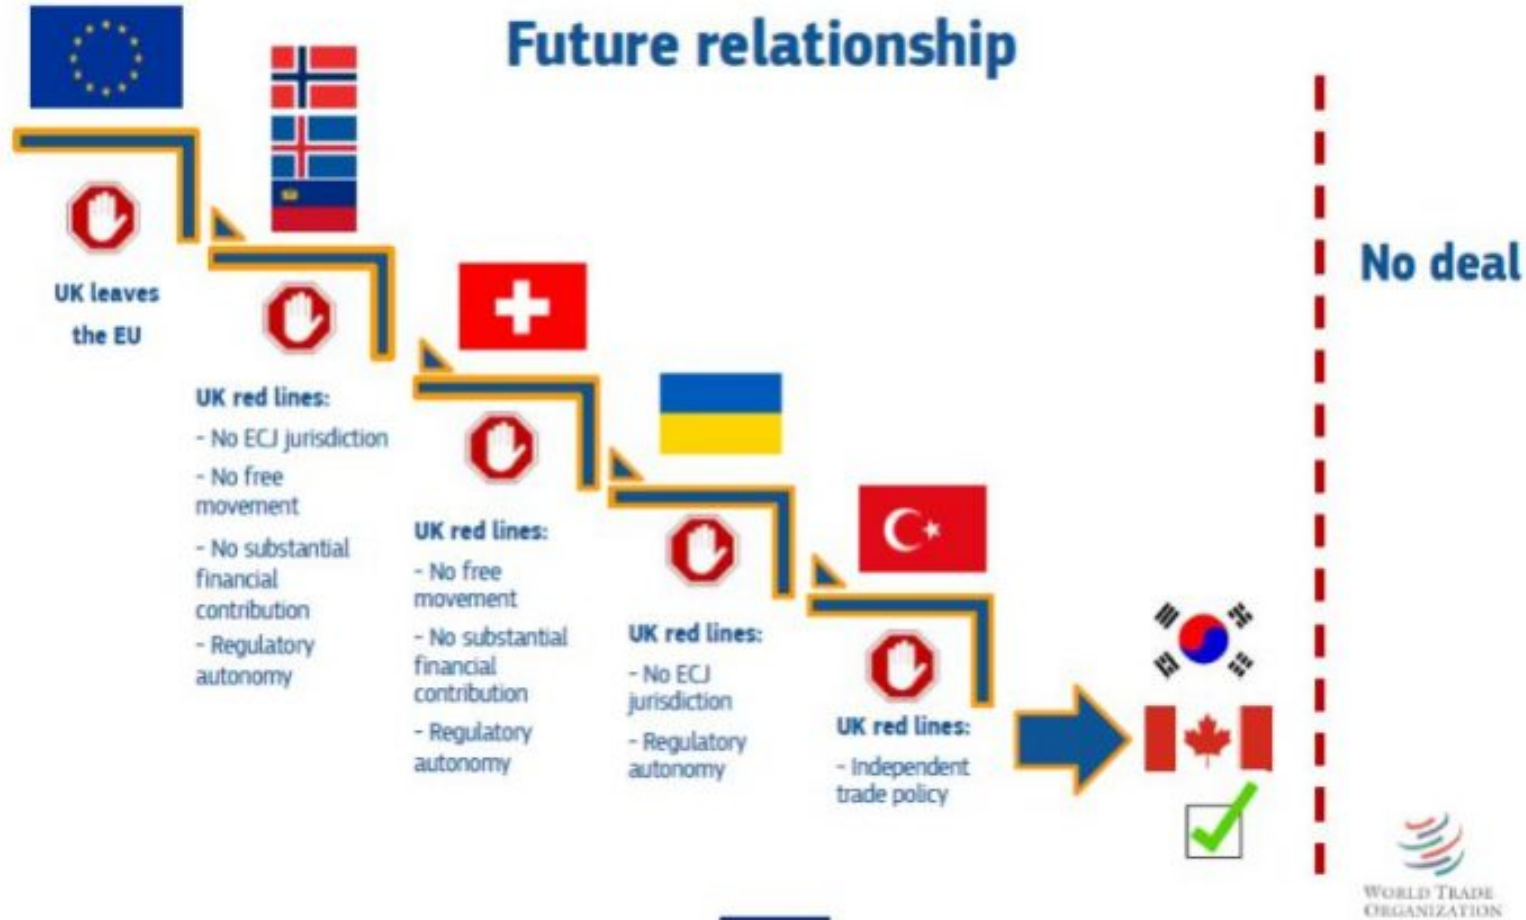 Future relationship
UK leaves
the EU
UK red lines:
- No ECJ jurisdiction
- No free
movement
- No substantial
financial
contribution
- Regulatory
autonomy
UK red lines:
- No free
movement
- No substantial
financial
contribution
- Regulatory
autonomy
UK red lines:
- No ECJ
jurisdiction
- Regulatory
autonomy
UK red lines:
- Independent
trade policy
No deal
WORLD TRADE
ORGANIZATION